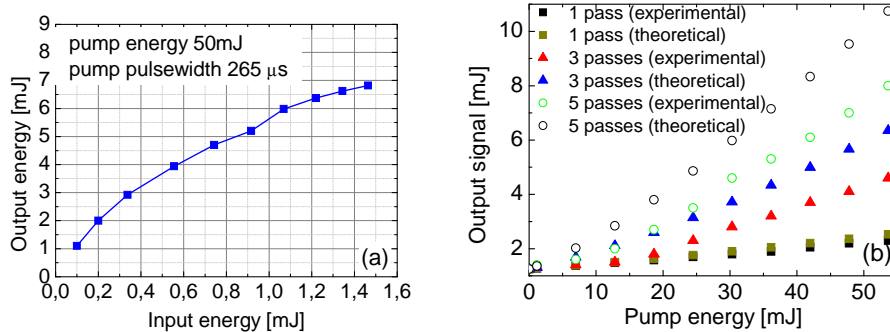 pump energy 50mJ
pump pulsewidth 265 μs
Output energy [mJ]
9
8
7
6
5
4
3
2
1
0
0,0 0,2 0,4 0,6 0,8 1,0 1,2 1,4 1,6
Input energy [mJ]
(a)
1 pass (experimental)
1 pass (theoretical)
3 passes (experimental)
3 passes (theoretical)
5 passes (experimental)
5 passes (theoretical)
Output signal [mJ]
10
8
6
4
2
0 10 20 30 40 50
Pump energy [mJ]
(b)